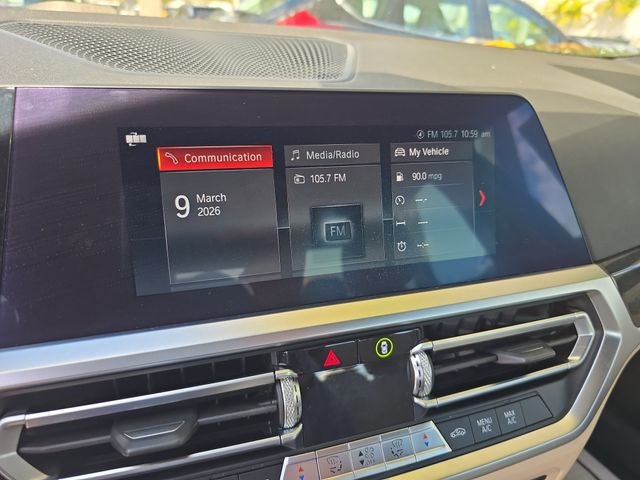 FM 105.7 10:59 am
Communication
Media/Radio
My Vehicle
9 March
2026
105.7 FM
FM
90.0 mpg
--.-
--.-
--:--
MENU
A/C
MAX
A/C